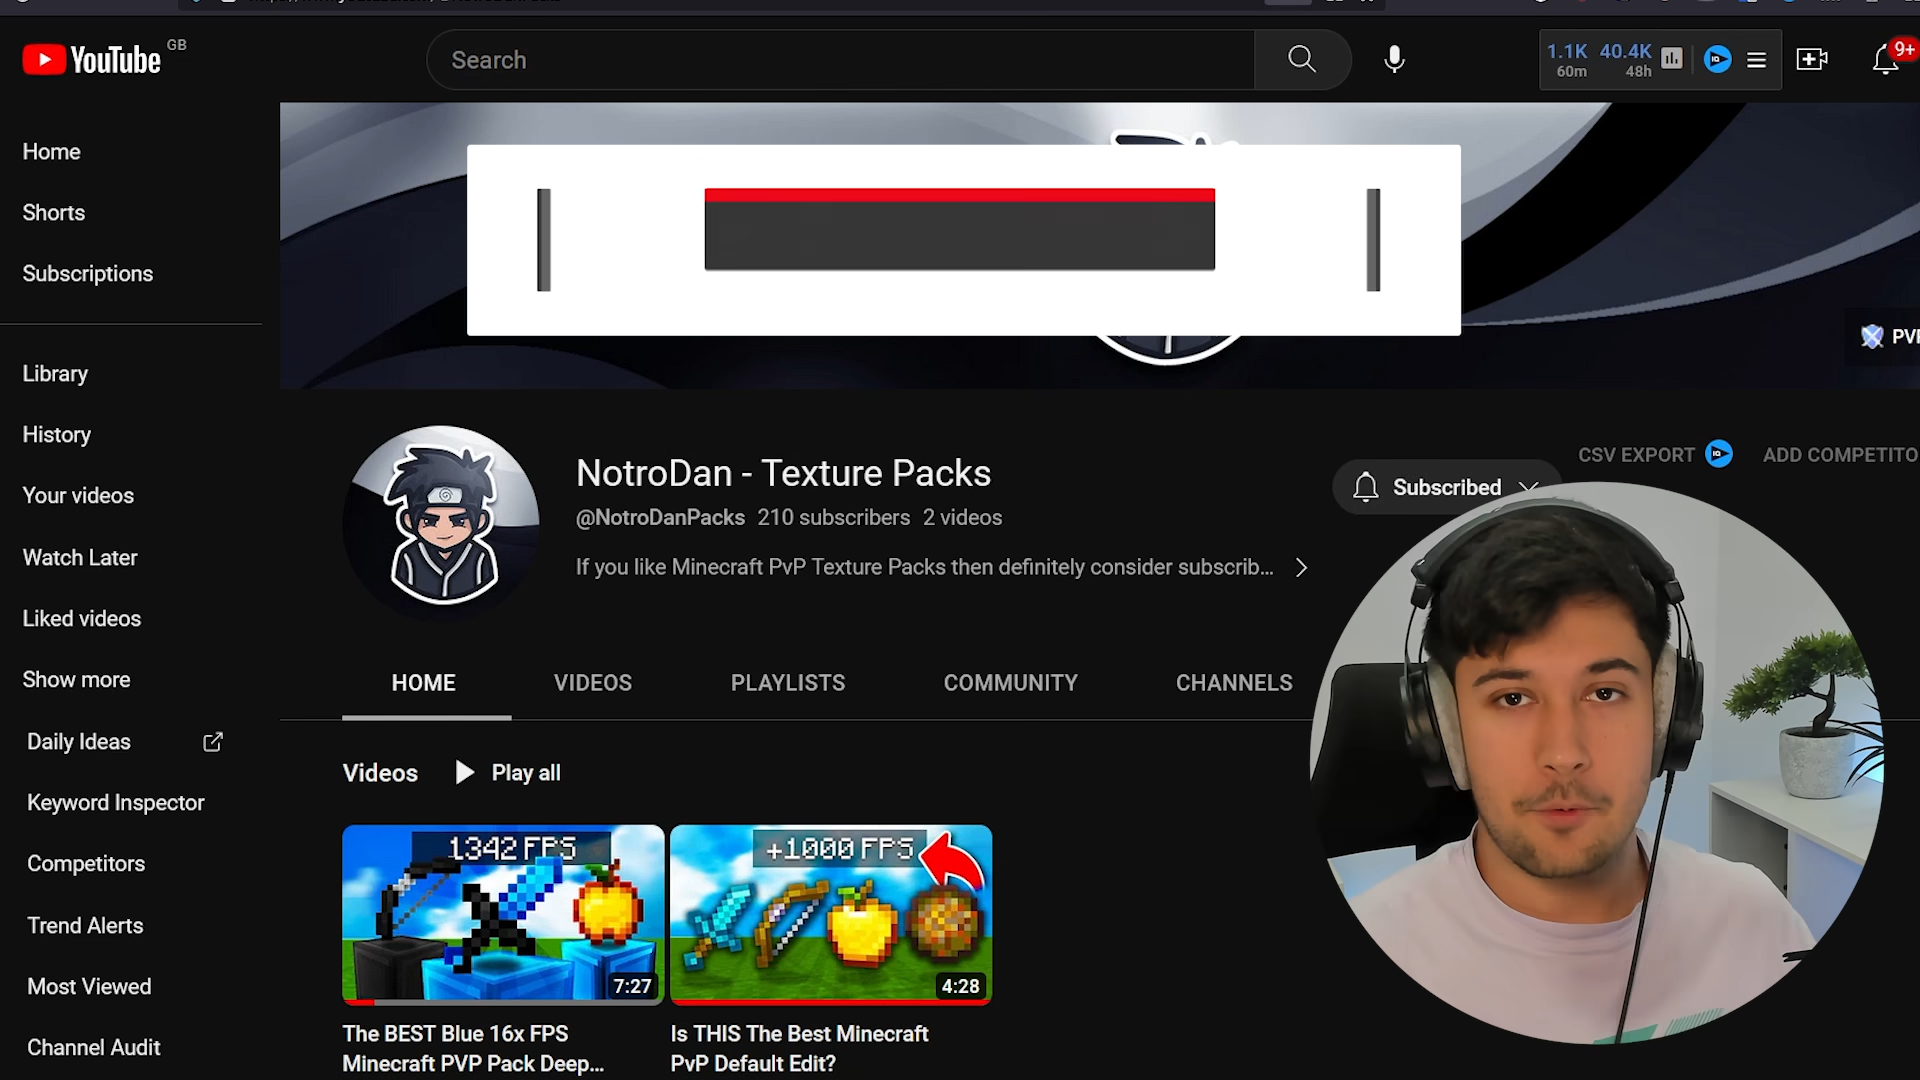 YouTube GB
Search
1.1K 40.4K
60m 48h
9+
Home
Shorts
Subscriptions
Library
History
Your videos
Watch Later
Liked videos
Show more
Daily Ideas
Keyword Inspector
Competitors
Trend Alerts
Most Viewed
Channel Audit
PVP
NotroDan - Texture Packs
@NotroDanPacks 210 subscribers 2 videos
If you like Minecraft PvP Texture Packs then definitely consider subscrib...
Subscribed
CSV EXPORT IQ ADD COMPETITO
HOME VIDEOS PLAYLISTS COMMUNITY CHANNELS
Videos Play all
1342 FPS
7:27
+1000 FPS
4:28
The BEST Blue 16x FPS
Minecraft PVP Pack Deep...
Is THIS The Best Minecraft
PvP Default Edit?